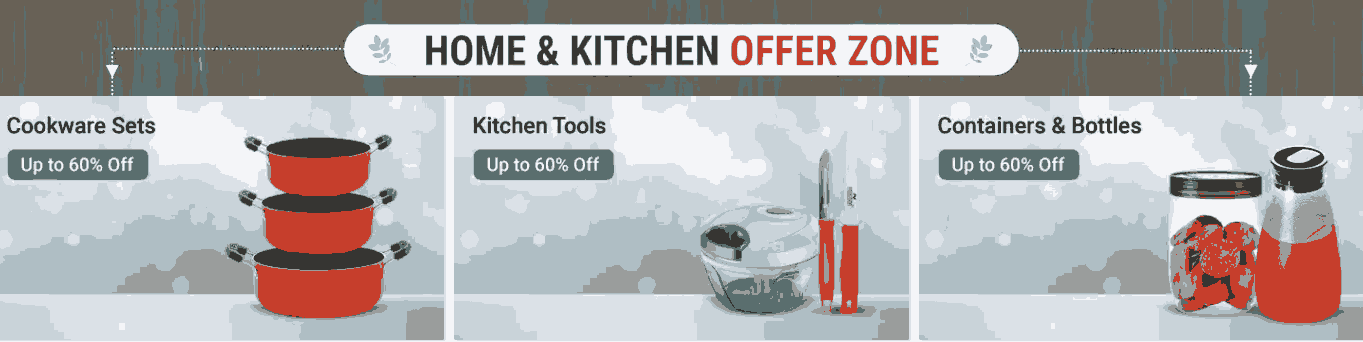 HOME & KITCHEN OFFER ZONE
Cookware Sets
Up to 60% Off
Kitchen Tools
Up to 60% Off
Containers & Bottles
Up to 60% Off